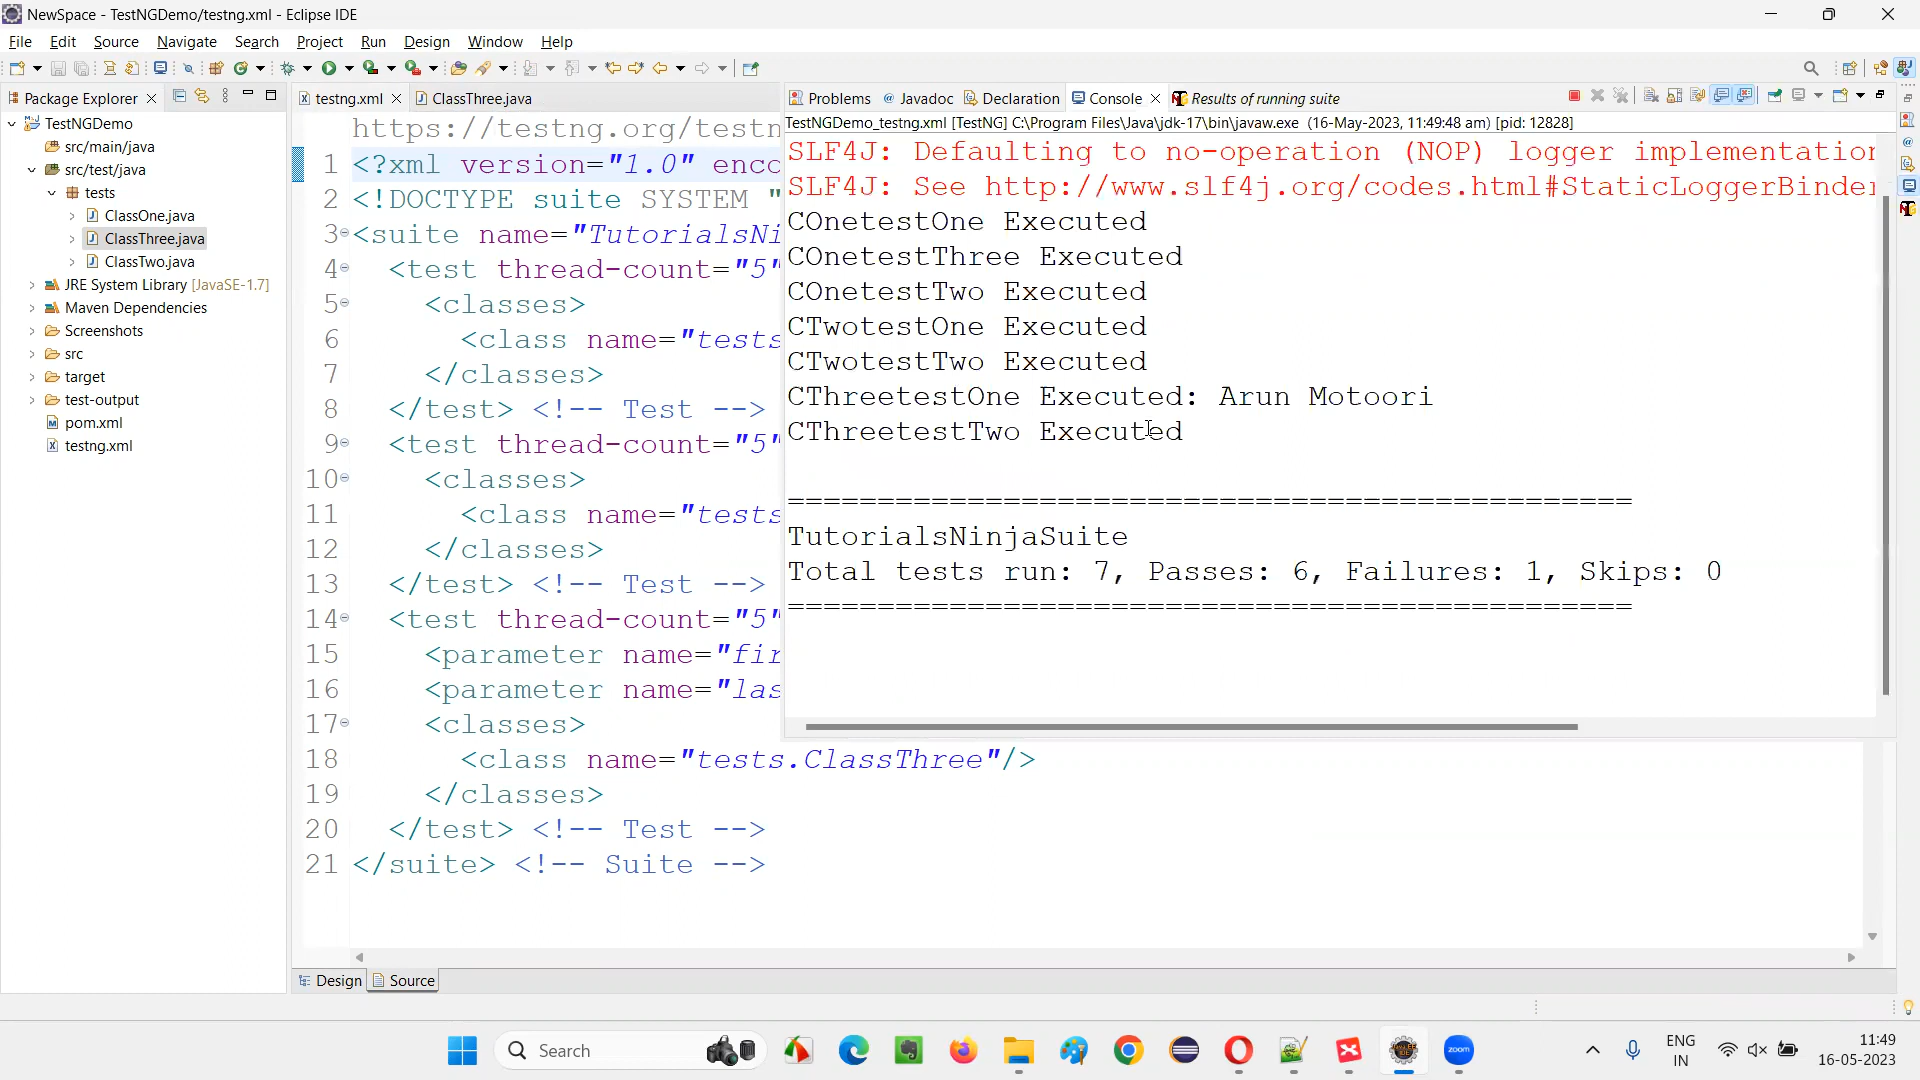 NewSpace - TestNGDemo/testng.xml - Eclipse IDE
File Edit Source Navigate Search Project Run Design Window Help
Package Explorer
TestNGDemo
src/main/java
src/test/java
tests
ClassOne.java
ClassThree.java
ClassTwo.java
JRE System Library [JavaSE-1.7]
Maven Dependencies
Screenshots
src
target
test-output
pom.xml
testng.xml
testng.xml ClassThree.java
https://testng.org/testn
1 <?xml version="1.0" enco
2 <!DOCTYPE suite SYSTEM "
3 <suite name="TutorialsNi
4 <test thread-count="5"
5 <classes>
6 <class name="tests
7 </classes>
8 </test> <!-- Test -->
9 <test thread-count="5"
10 <classes>
11 <class name="tests
12 </classes>
13 </test> <!-- Test -->
14 <test thread-count="5"
15 <parameter name="fir
16 <parameter name="las
17 <classes>
18 <class name="tests.ClassThree"/>
19 </classes>
20 </test> <!-- Test -->
21 </suite> <!-- Suite -->
Design Source
Problems Javadoc Declaration Console Results of running suite
TestNGDemo_testng.xml [TestNG] C:\Program Files\Java\jdk-17\bin\javaw.exe (16-May-2023, 11:49:48 am) [pid: 12828]
SLF4J: Defaulting to no-operation (NOP) logger implementation
SLF4J: See http://www.slf4j.org/codes.html#StaticLoggerBinder
COnetestOne Executed
COnetestThree Executed
COnetestTwo Executed
CTwotestOne Executed
CTwotestTwo Executed
CThreetestOne Executed: Arun Motoori
CThreetestTwo Executed
===============================================
TutorialsNinjaSuite
Total tests run: 7, Passes: 6, Failures: 1, Skips: 0
===============================================
Search
zoom
ENG
IN
11:49
16-05-2023